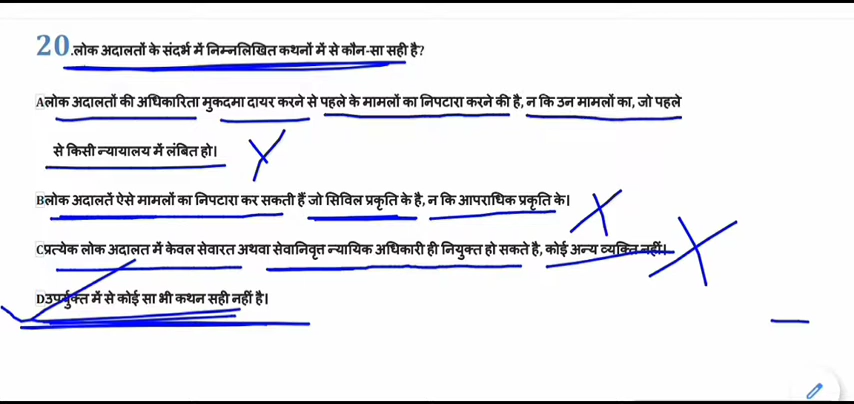 20.लोक अदालतों के संदर्भ में निम्नलिखित कथनों में से कौन-सा सही है?
Aलोक अदालतों की अधिकारिता मुकदमा दायर करने से पहले के मामलों का निपटारा करने की है, न कि उन मामलों का, जो पहले
से किसी न्यायालय में लंबित हो।
Bलोक अदालतें ऐसे मामलों का निपटारा कर सकती हैं जो सिविल प्रकृति के है, न कि आपराधिक प्रकृति के।
Cप्रत्येक लोक अदालत में केवल सेवारत अथवा सेवानिवृत्त न्यायिक अधिकारी ही नियुक्त हो सकते है, कोई अन्य व्यक्ति नहीं।
Dउपर्युक्त में से कोई सा भी कथन सही नहीं है।